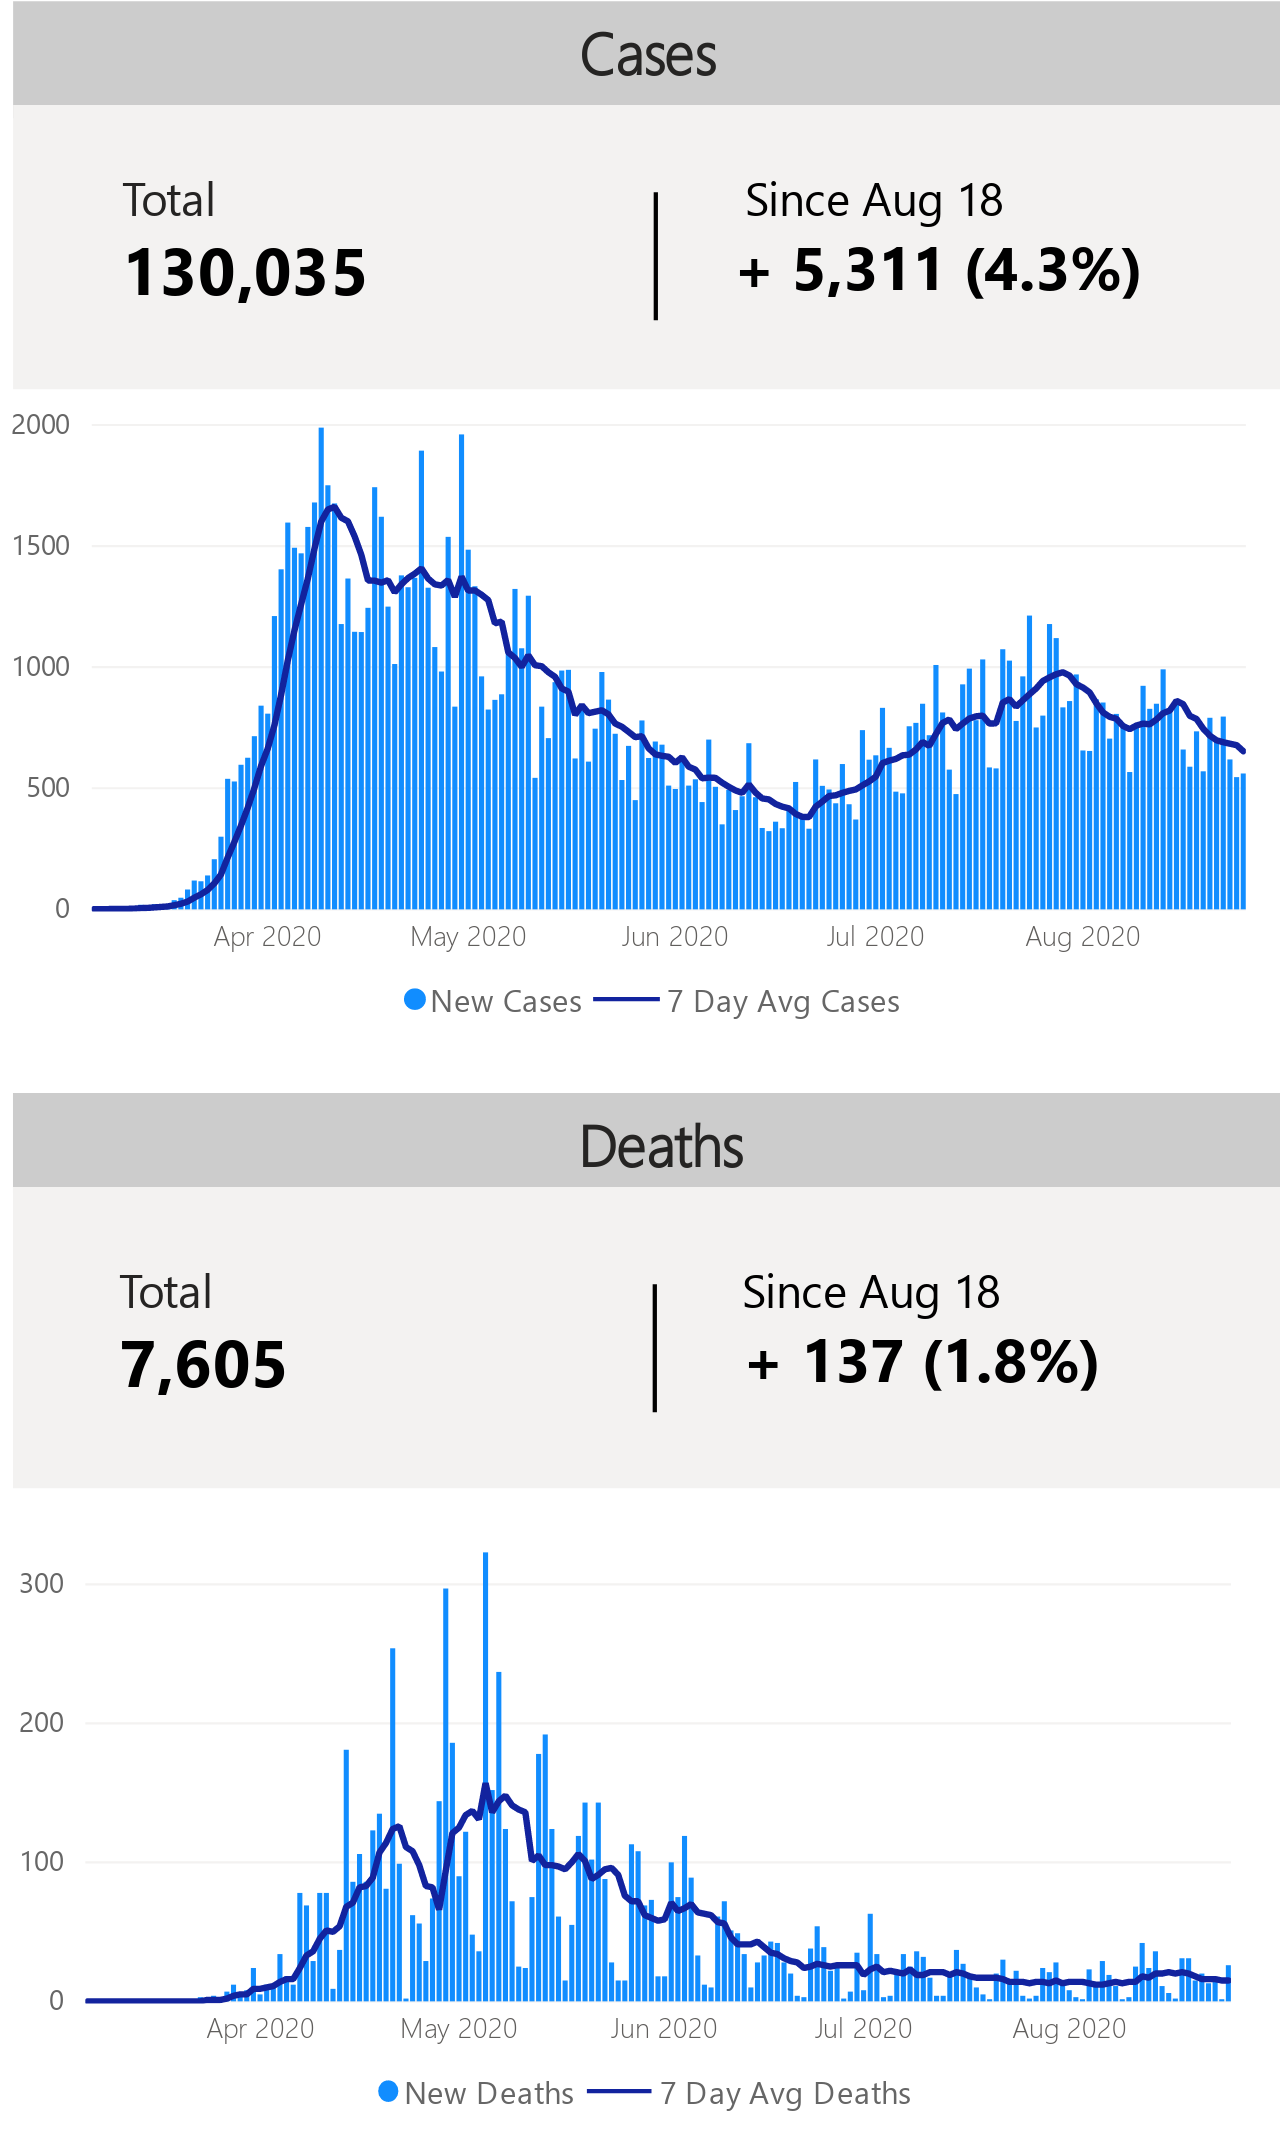 Cases
Total
Since Aug 18
130,035
+ 5,311 (4.3%)
2000
1500
1000
500
0
Apr 2020
May 2020
Jun 2020
Jul 2020
Aug 2020
New Cases
7 Day Avg Cases
Deaths
Total
Since Aug 18
7,605
+ 137 (1.8%)
300
200
100
0
Apr 2020
May 2020
Jun 2020
Jul 2020
Aug 2020
New Deaths
7 Day Avg Deaths